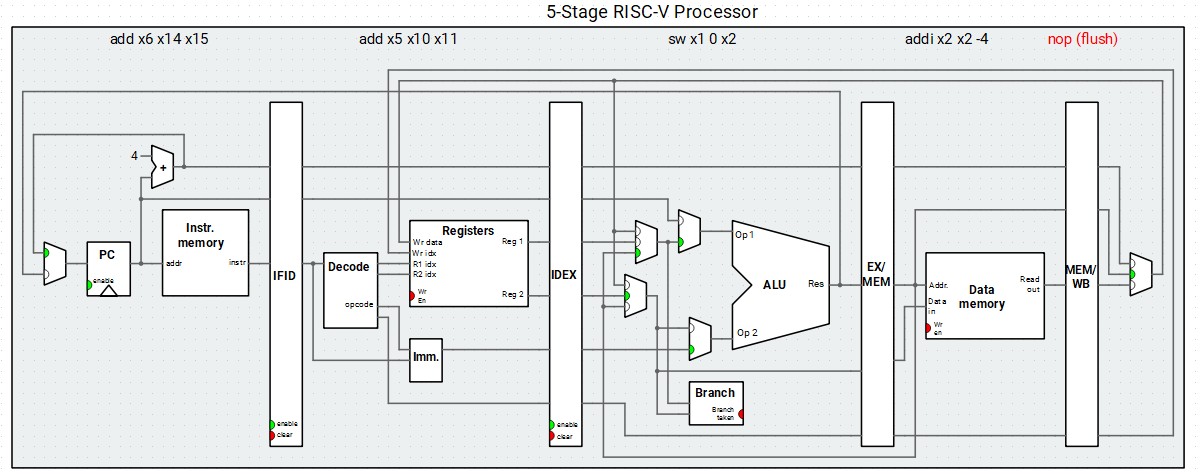 5-Stage RISC-V Processor
add x6 x14 x15
add x5 x10 x11
sw x1 0 x2
addi x2 x2 -4
nop (flush)
4
+
PC
enable
Instr.
memory
addr
instr
IFID
enable
clear
Decode
opcode
Registers
Wr data
Wr idx
R1 idx
R2 idx
Wr
En
Reg 1
Reg 2
Imm.
IDEX
enable
clear
Op 1
ALU
Res
Op 2
Branch
Branch
taken
EX/
MEM
Addr.
Data
in
Wr
en
Data
memory
Read
out
MEM/
WB